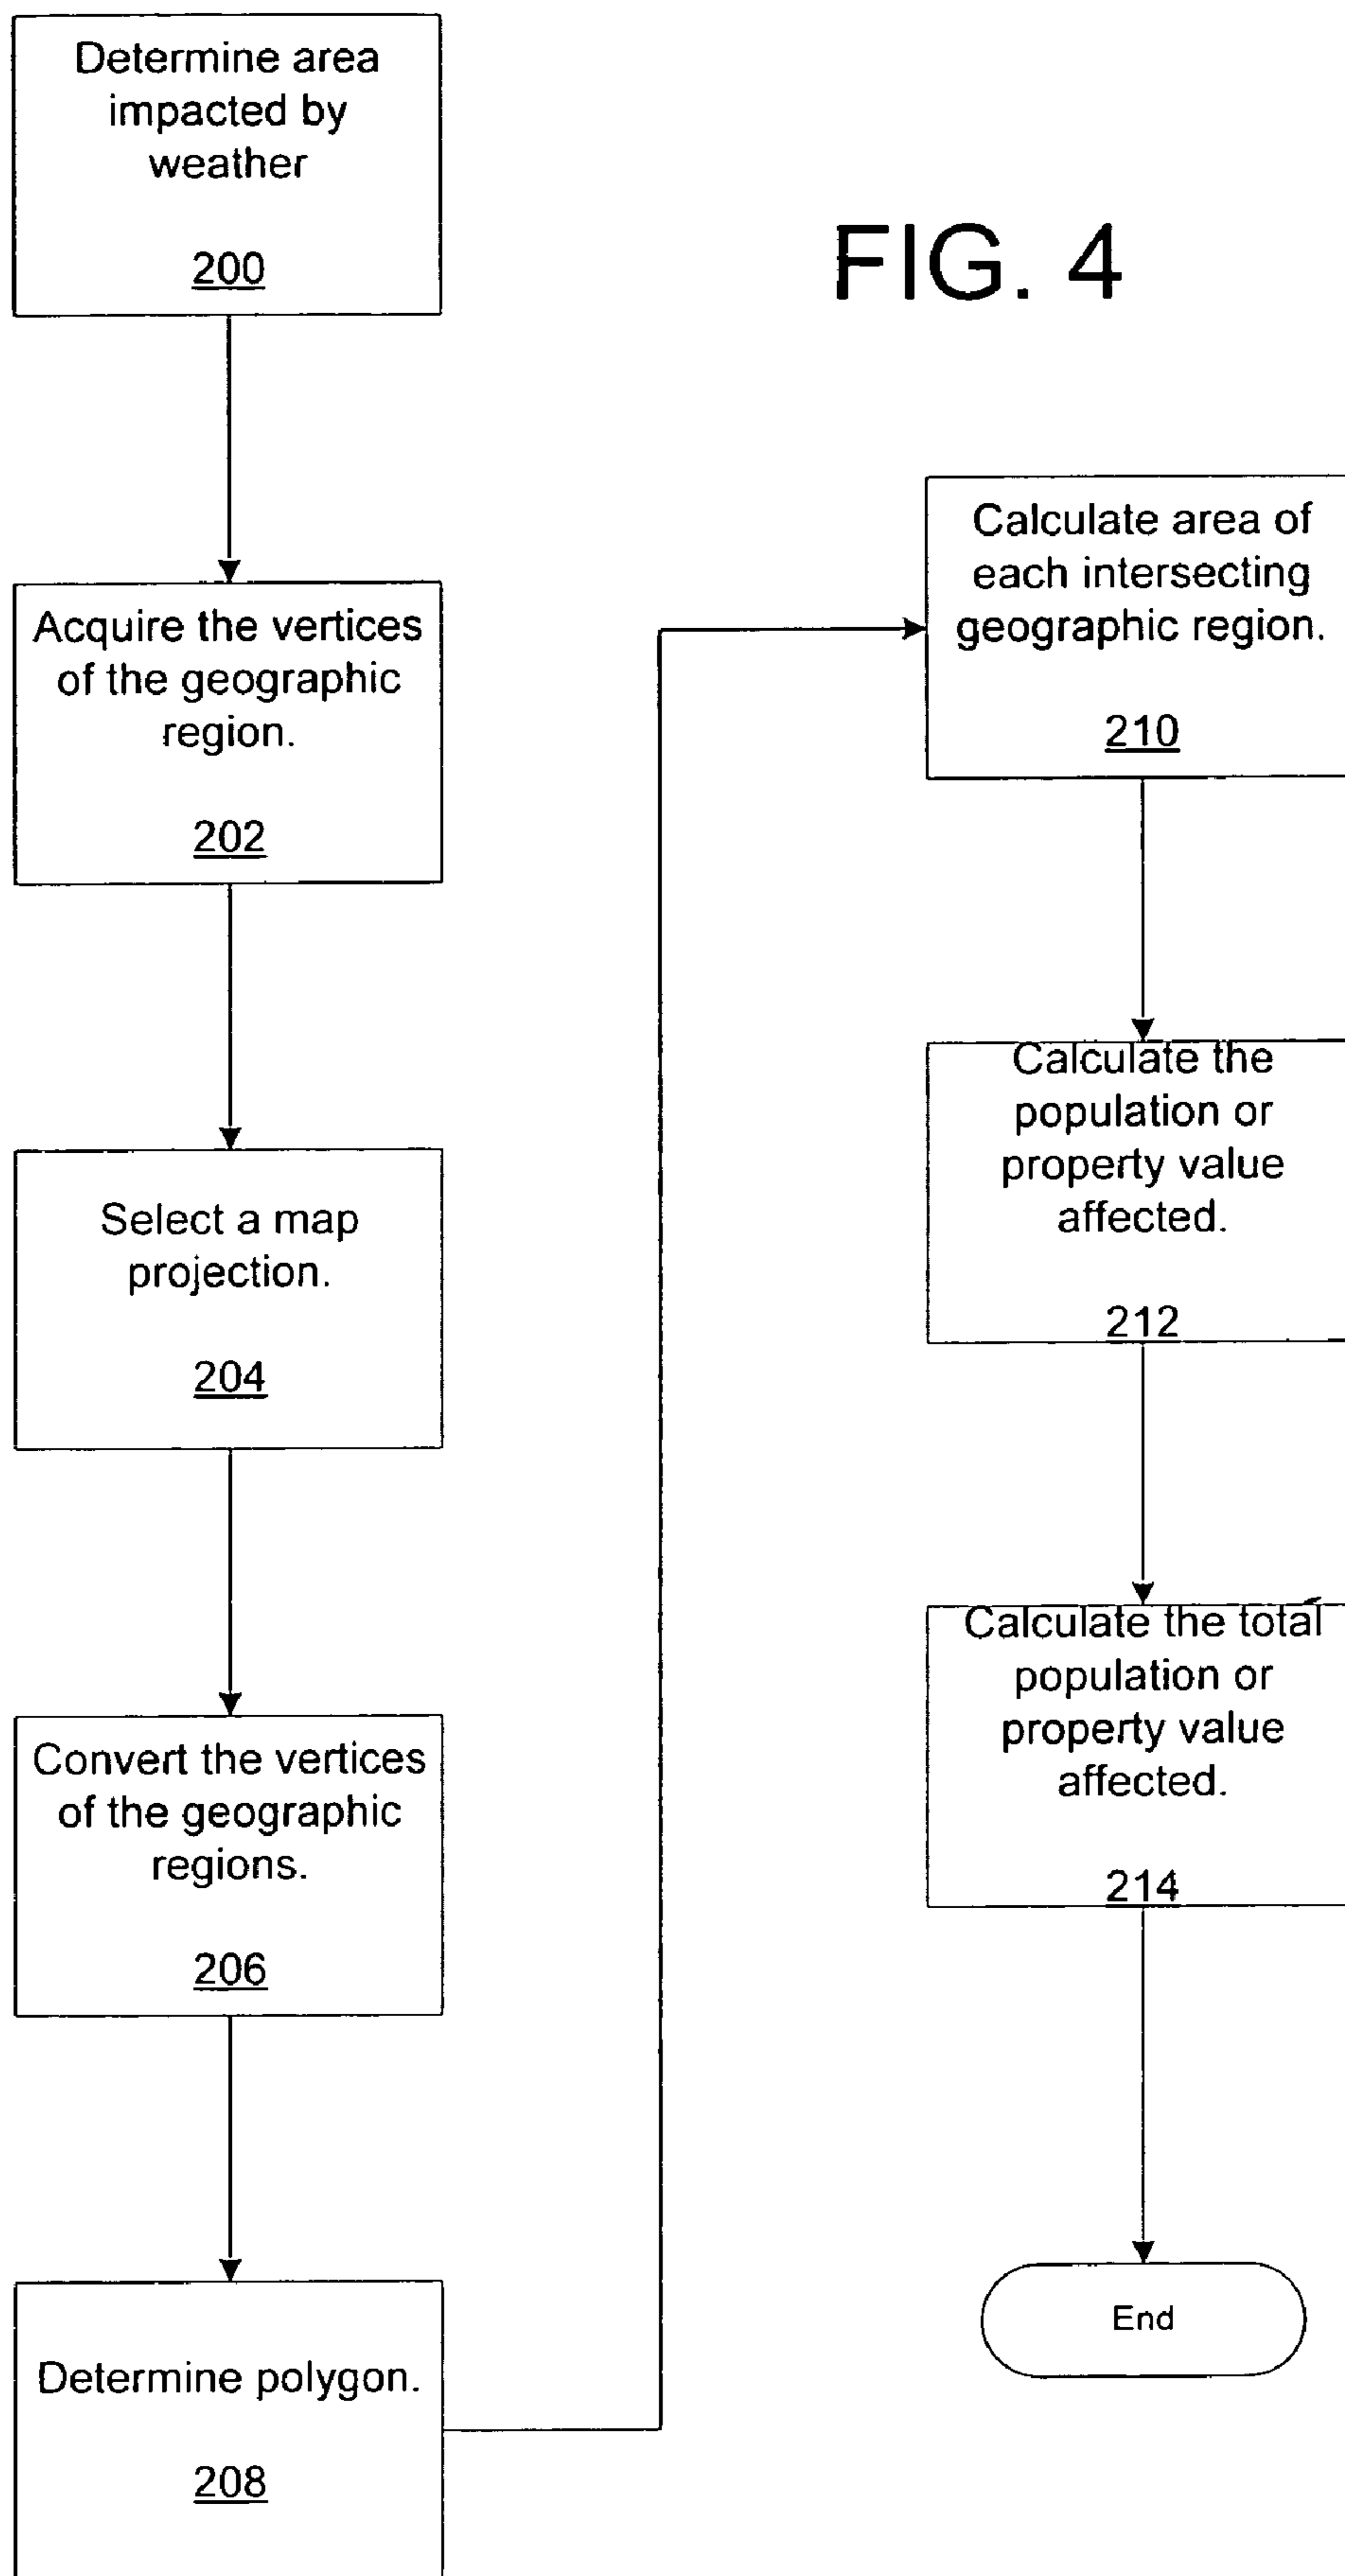 Determine area
impacted by
weather
200
FIG. 4
Acquire the vertices
of the geographic
region.
202
Select a map
projection.
204
Convert the vertices
of the geographic
regions.
206
Determine polygon.
208
Calculate area of
each intersecting
geographic region.
210
Calculate the
population or
property value
affected.
212
Calculate the total
population or
property value
affected.
214
End